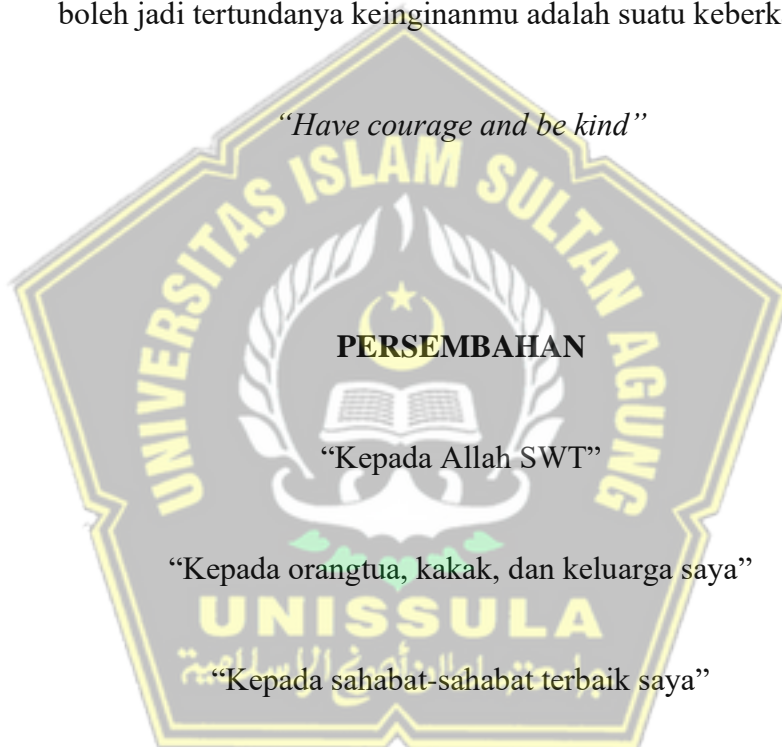 boleh jadi tertundanya keinginanmu adalah suatu
“Have courage and be kind”
UNIVERSITAS ISLAM SULTAN AGUNG
PERSEMBAHAN
“Kepada Allah SWT”
“Kepada orangtua, kakak, dan keluarga saya”
UNISSULA
“Kepada sahabat-sahabat terbaik saya”